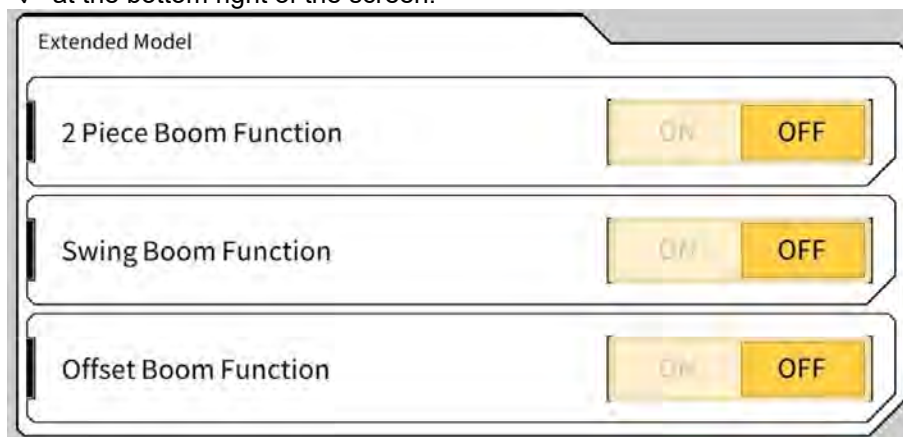 at the bottom right of the screen.
Extended Model
2 Piece Boom Function
ON OFF
Swing Boom Function
ON OFF
Offset Boom Function
ON OFF